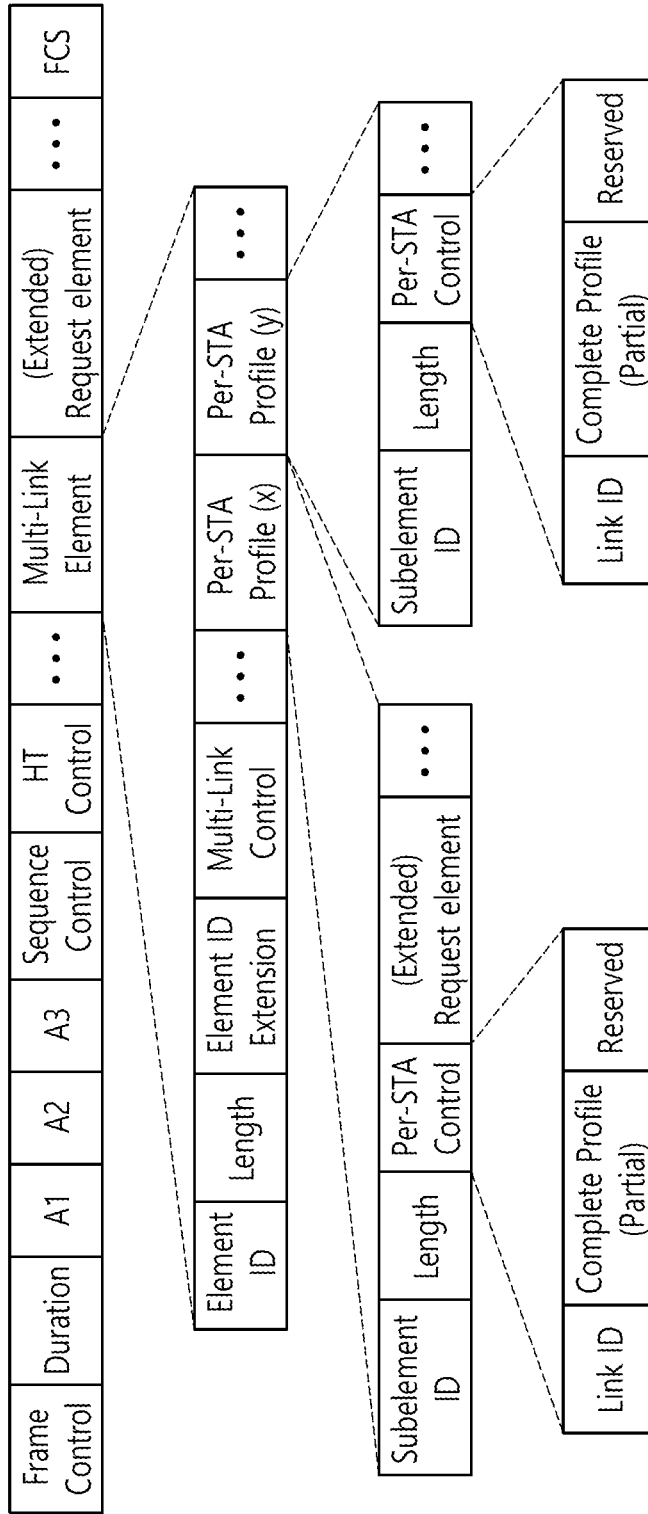 Frame
Control
Duration
A1
A2
A3
Sequence
Control
HT
Control
•••
Multi-Link
Element
(Extended)
Request element
•••
FCS
Element
ID
Length
Element ID
Extension
Multi-Link
Control
•••
Per-STA
Profile (x)
Per-STA
Profile (y)
•••
Subelement
ID
Length
Per-STA
Control
(Extended)
Request element
•••
Subelement
ID
Length
Per-STA
Control
•••
Link ID
Complete Profile
(Partial)
Reserved
Link ID
Complete Profile
(Partial)
Reserved